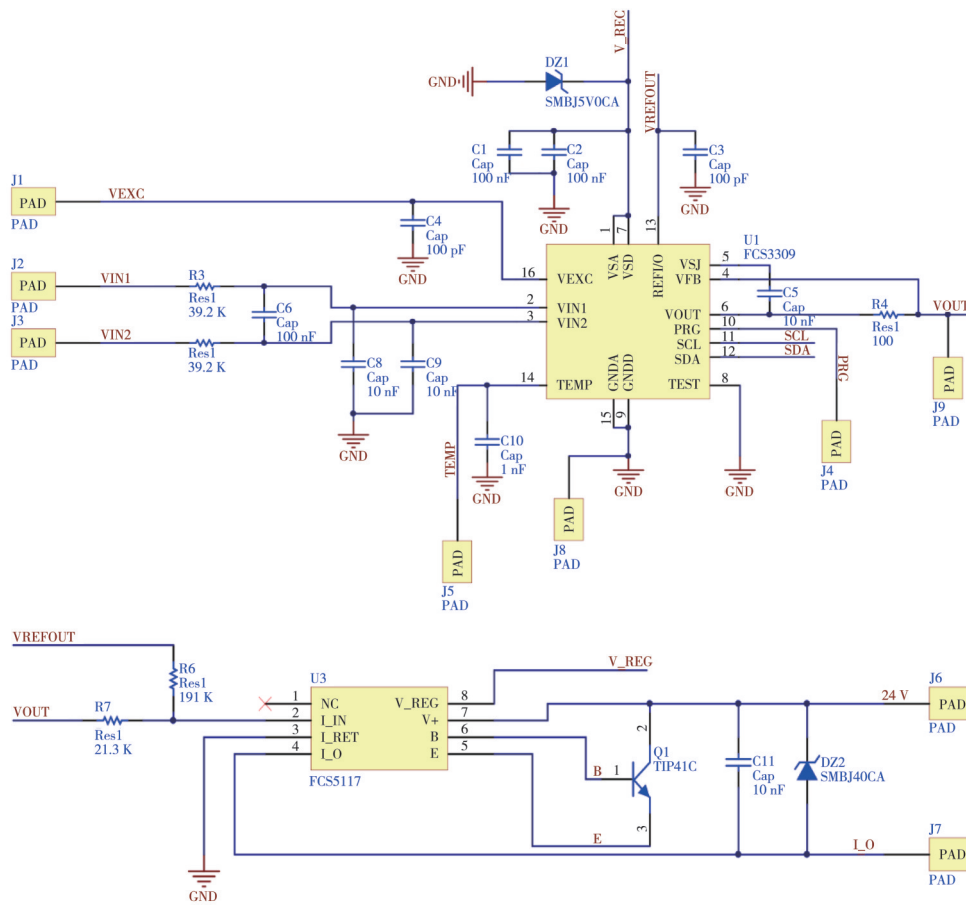 V_REC
DZ1
GND
SMBJ5V0CA
VREFOUT
C1
Cap
100 nF
C2
Cap
100 nF
C3
Cap
100 pF
GND
GND
J1
PAD
PAD
VEXC
C4
Cap
100 pF
GND
1
7
13
U1
FCS3309
VSA
VSD
REFI/O
16
VEXC
2
VIN1
3
VIN2
14
TEMP
GNDA
GNDD
15
9
VSJ
5
VFB
4
VOUT
6
PRG
10
SCL
11
SCL
SDA
12
SDA
TEST
8
J2
PAD
J3
PAD
PAD
VIN1
R3
Res1
39.2 K
VIN2
Res1
39.2 K
C6
Cap
100 nF
C8
Cap
10 nF
C9
Cap
10 nF
GND
C5
Cap
10 nF
R4
Res1
100
VOUT
PAD
J9
PAD
PRG
PAD
J4
PAD
TEMP
C10
Cap
1 nF
GND
GND
GND
PAD
J5
PAD
PAD
J8
PAD
VREFOUT
R6
Res1
191 K
VOUT
R7
Res1
21.3 K
U3
1
NC
2
I_IN
3
I_RET
4
I_O
V_REG
8
V_REG
V+
7
B
6
E
5
FCS5117
GND
B
1
2
Q1
TIP41C
3
E
C11
Cap
10 nF
DZ2
SMBJ40CA
24 V
J6
PAD
PAD
I_O
J7
PAD
PAD